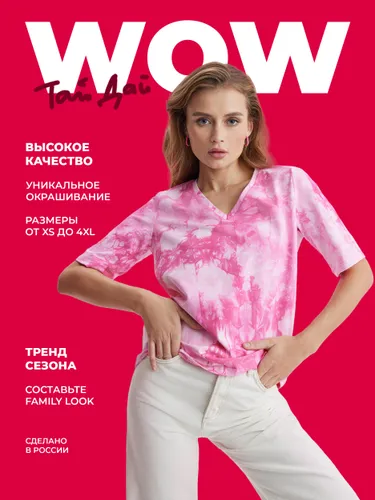 WOW
Тай Дай
ВЫСОКОЕ
КАЧЕСТВО
УНИКАЛЬНОЕ
ОКРАШИВАНИЕ
РАЗМЕРЫ
ОТ XS ДО 4XL
ТРЕНД
СЕЗОНА
СОСТАВЬТЕ
FAMILY LOOK
СДЕЛАНО
В РОССИИ